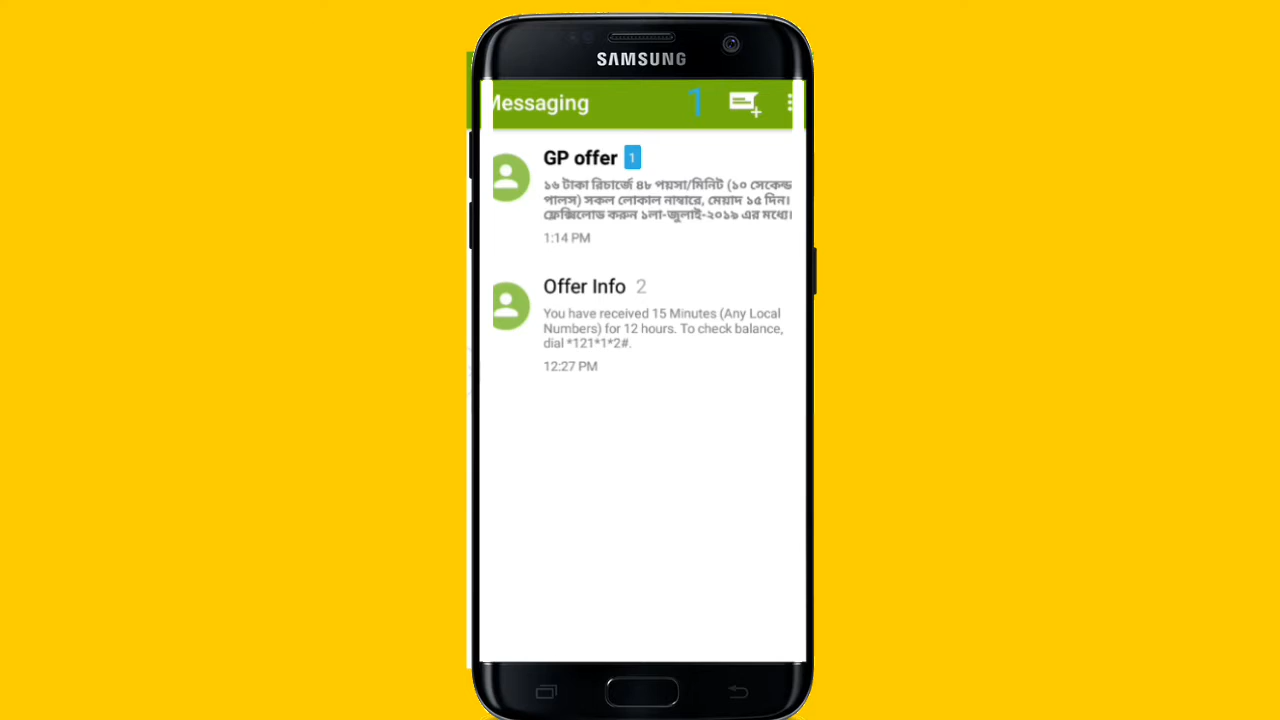 SAMSUNG
Messaging 1
GP offer 1
১৬ টাকা রিচার্জে ৪৮ পয়সা/মিনিট (১০ সেকেন্ড
পালস) সকল লোকাল নাম্বারে, মেয়াদ ১৫ দিন।
ফ্লেক্সিলোড করুন ১লা-জুলাই-২০১৯ এর মধ্যে।
1:14 PM
Offer Info 2
You have received 15 Minutes (Any Local
Numbers) for 12 hours. To check balance,
dial *121*1*2#.
12:27 PM